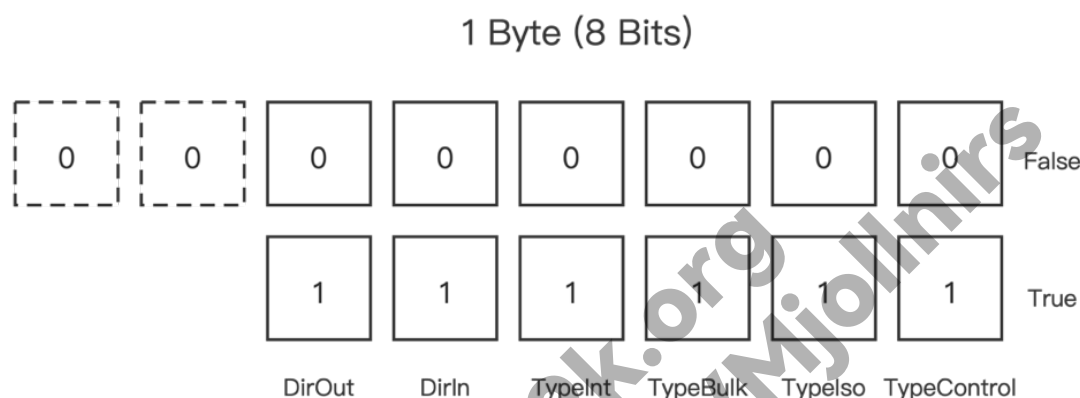 1 Byte (8 Bits)
0 0 0 0 0 0 0 0 False
1 1 1 1 1 1 True
DirOut DirIn TypeInt TypeBulk TypeIso TypeControl